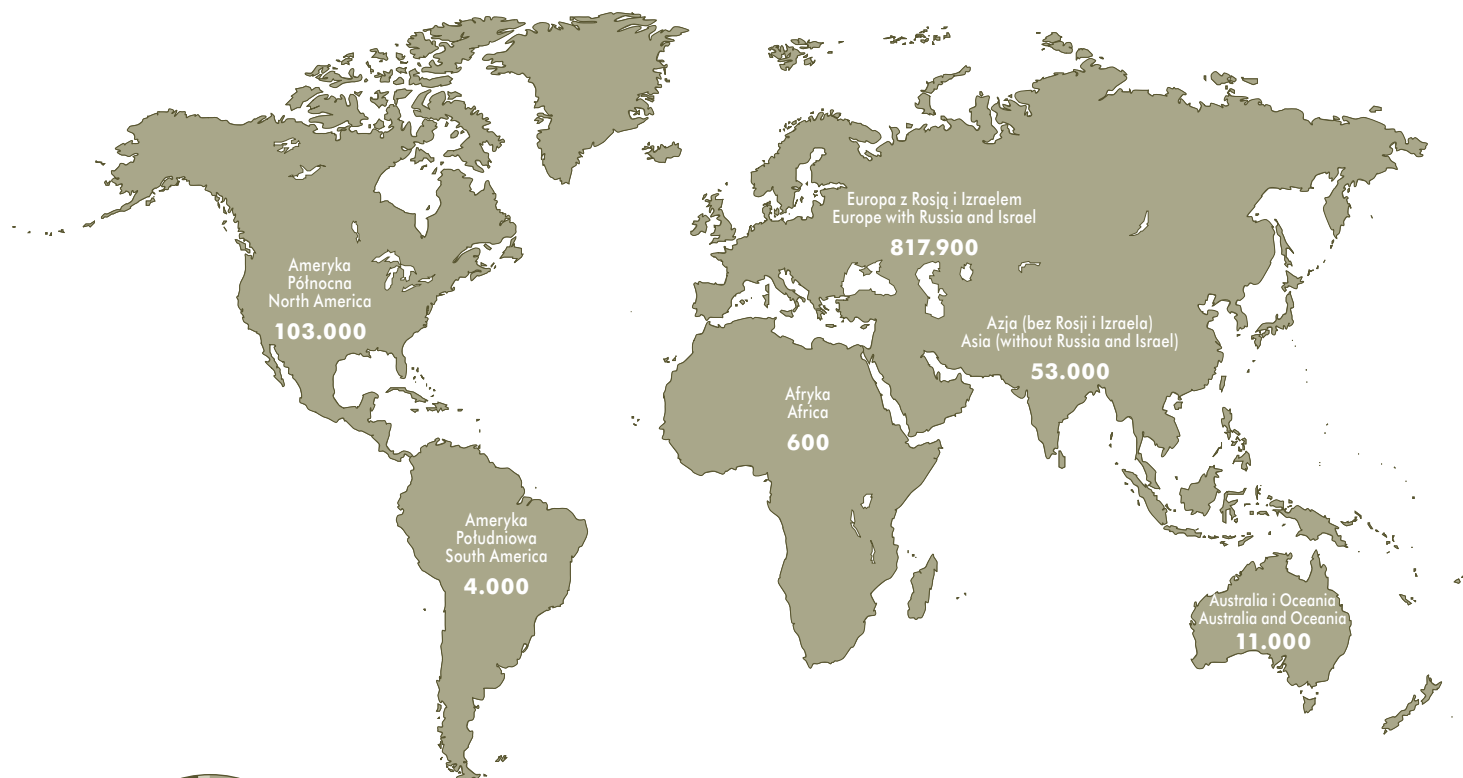 Europa z Rosją i Izraelem
Europe with Russia and Israel
817.900
Ameryka
Północna
North America
103.000
Azja (bez Rosji i Izraela)
Asia (without Russia and Israel)
53.000
Afryka
Africa
600
Ameryka
Południowa
South America
4.000
Australia i Oceania
Australia and Oceania
11.000